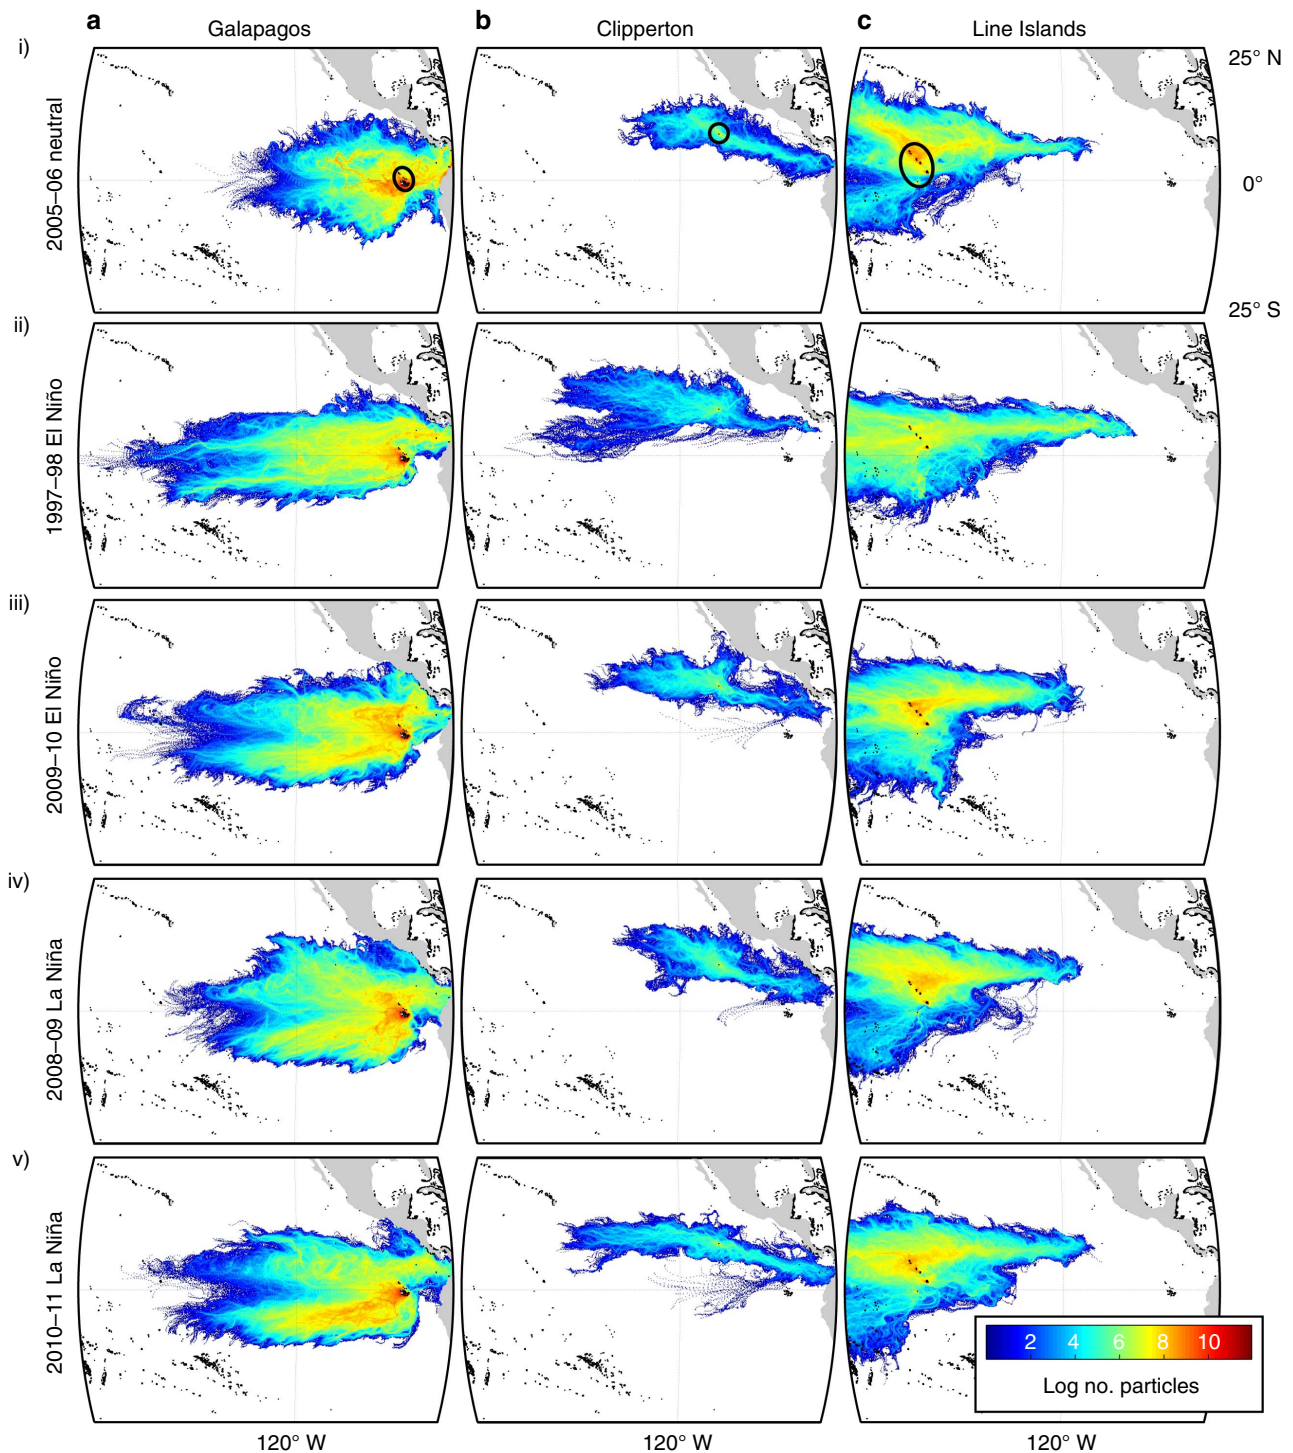 a b c
Galapagos Clipperton Line Islands
i)
2005–06 neutral
25° N
0°
25° S
ii)
1997–98 El Niño
iii)
2009–10 El Niño
iv)
2008–09 La Niña
v)
2010–11 La Niña
2 4 6 8 10
Log no. particles
120° W 120° W 120° W